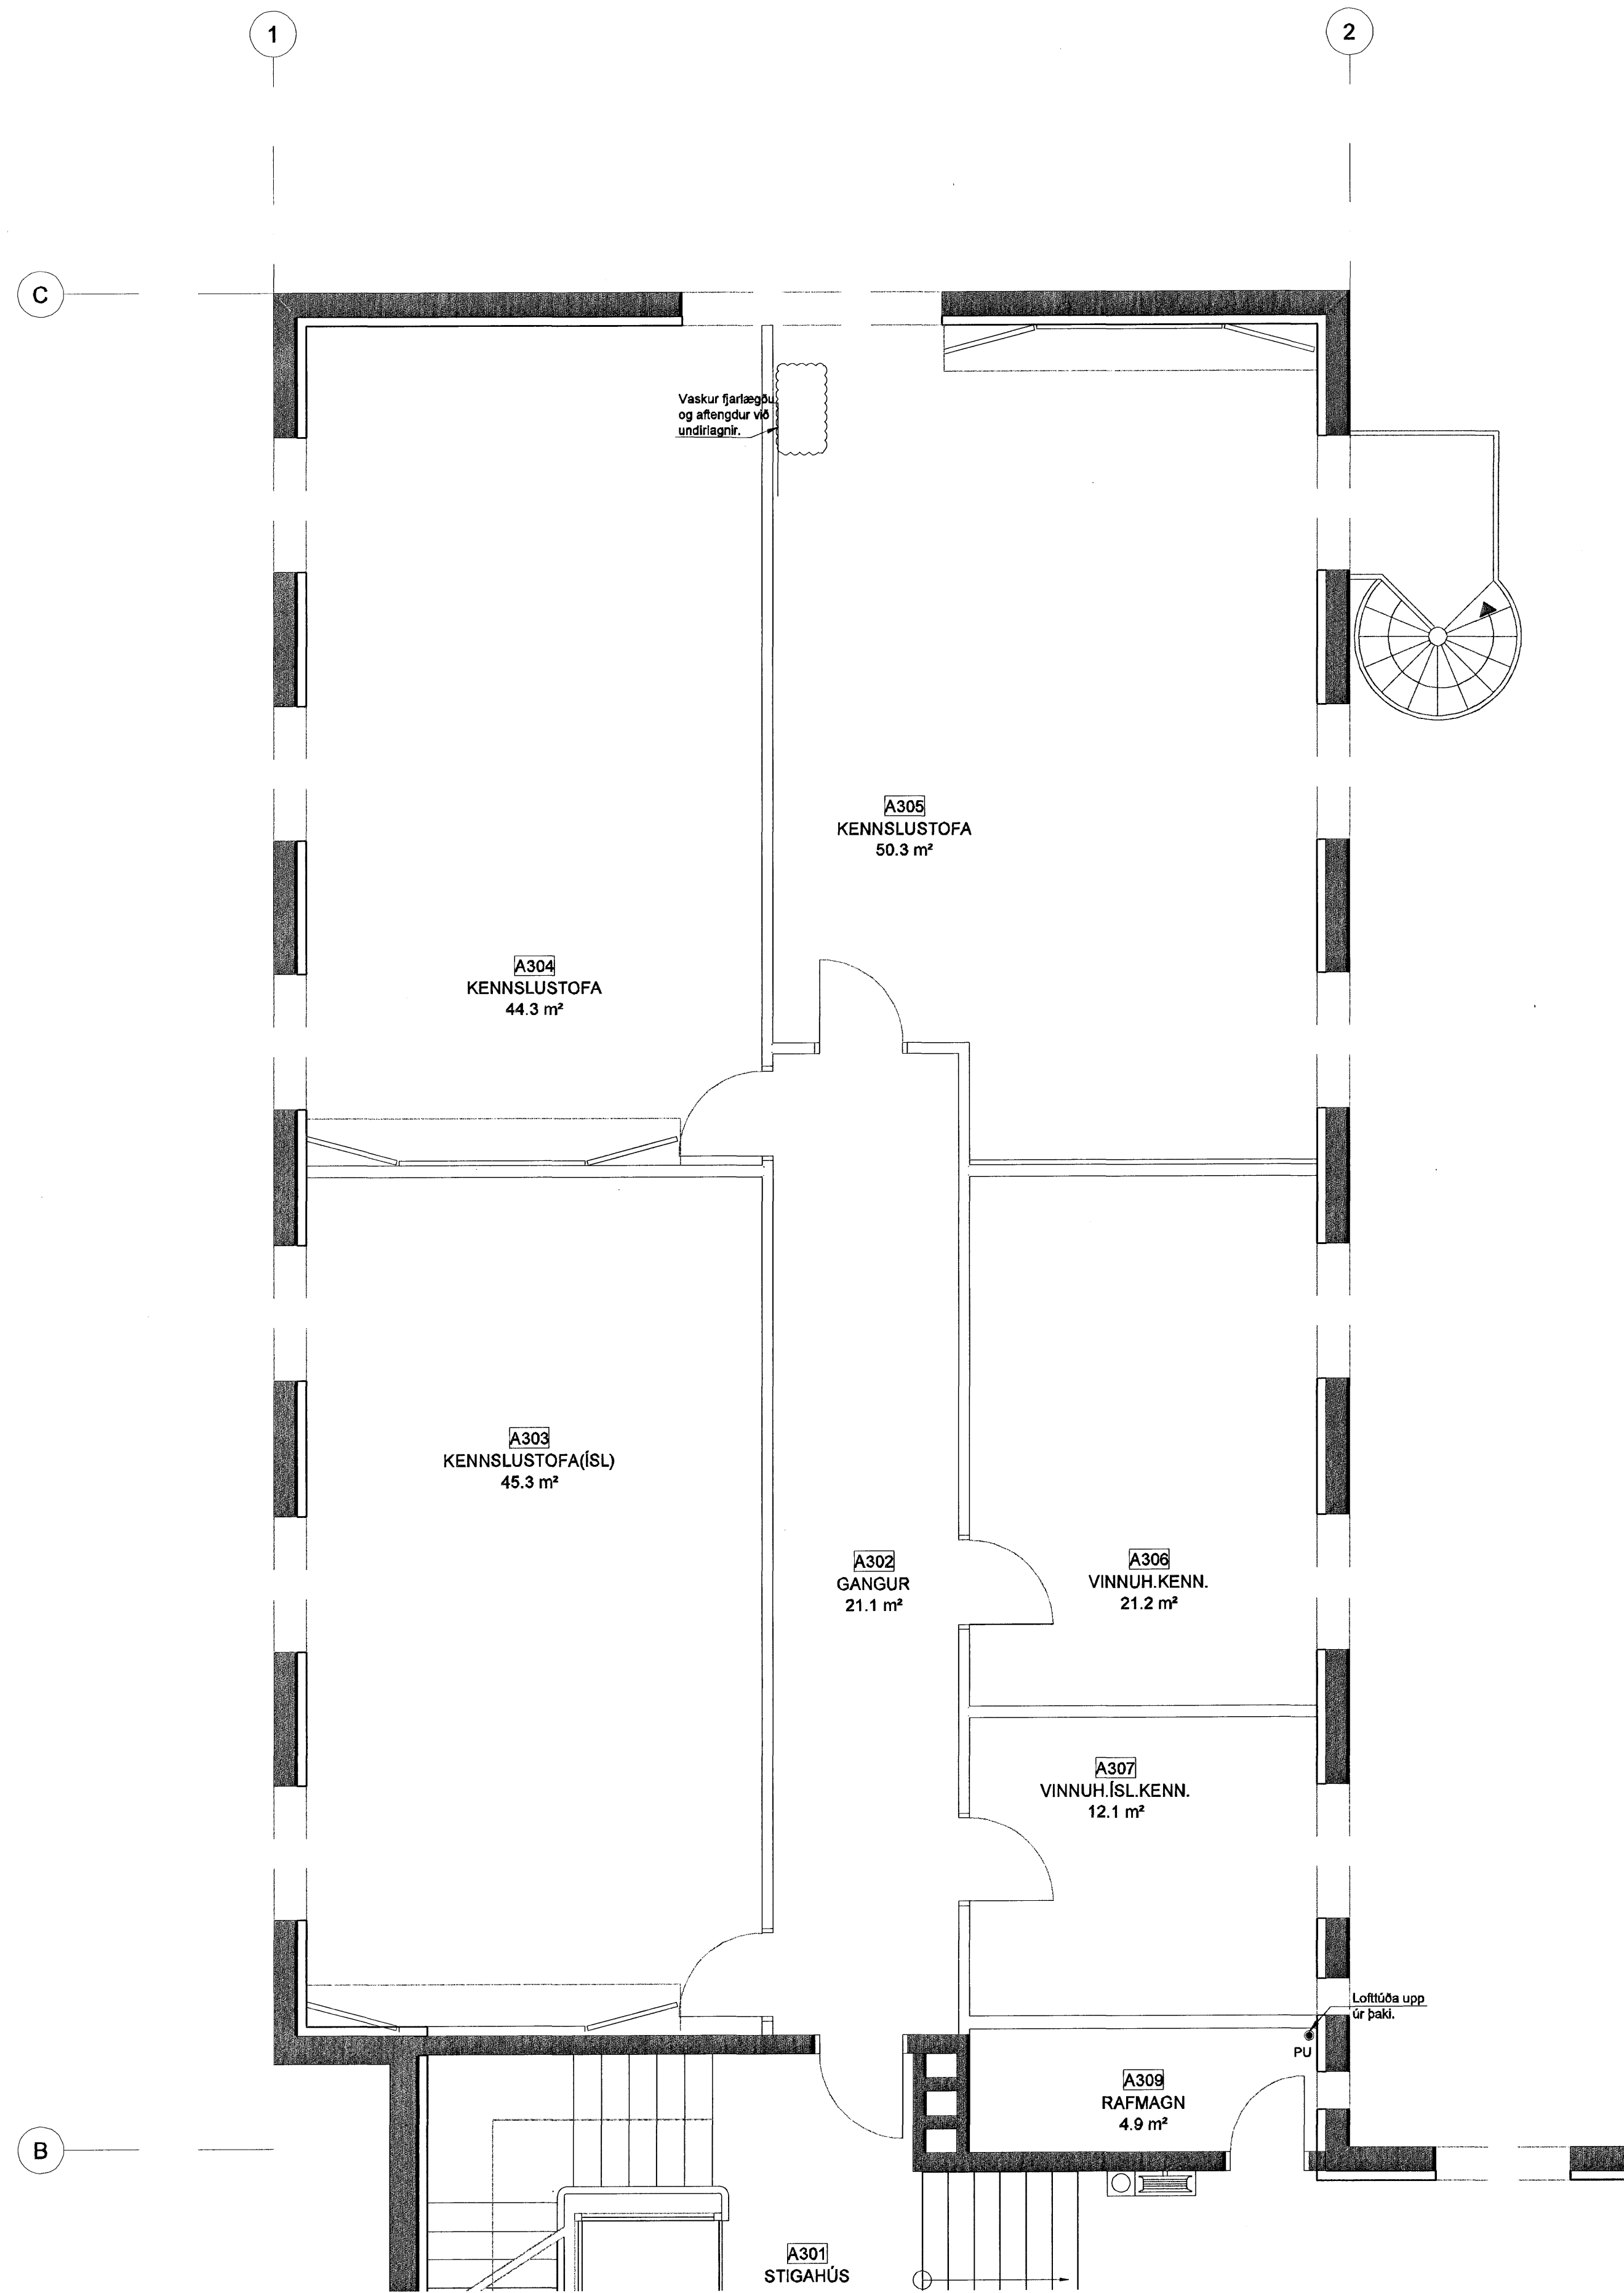 1
2
C
Vaskur fjarlægðu
og aftengdur við
undirlagnir.
A305
KENNSLUSTOFA
50.3 m²
A304
KENNSLUSTOFA
44.3 m²
A303
KENNSLUSTOFA(ÍSL)
45.3 m²
A302
GANGUR
21.1 m²
A306
VINNUH.KENN.
21.2 m²
A307
VINNUH.ÍSL.KENN.
12.1 m²
Lofttúða upp
úr þaki.
PU
A309
RAFMAGN
4.9 m²
B
A301
STIGAHÚS